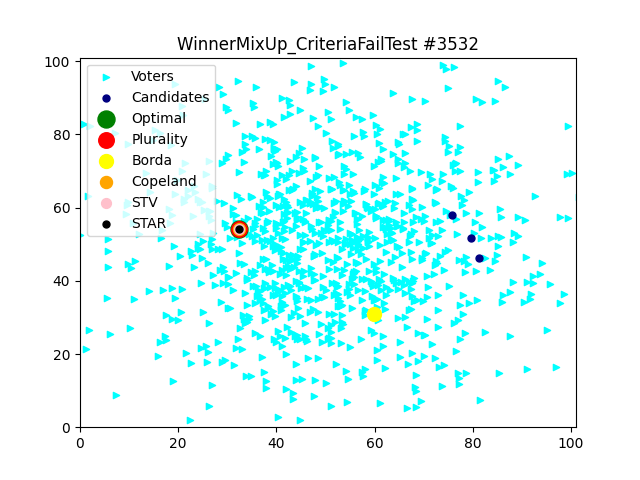 WinnerMixUp_CriteriaFailTest #3532
100
80
60
40
20
0
0 20 40 60 80 100
Voters
Candidates
Optimal
Plurality
Borda
Copeland
STV
STAR